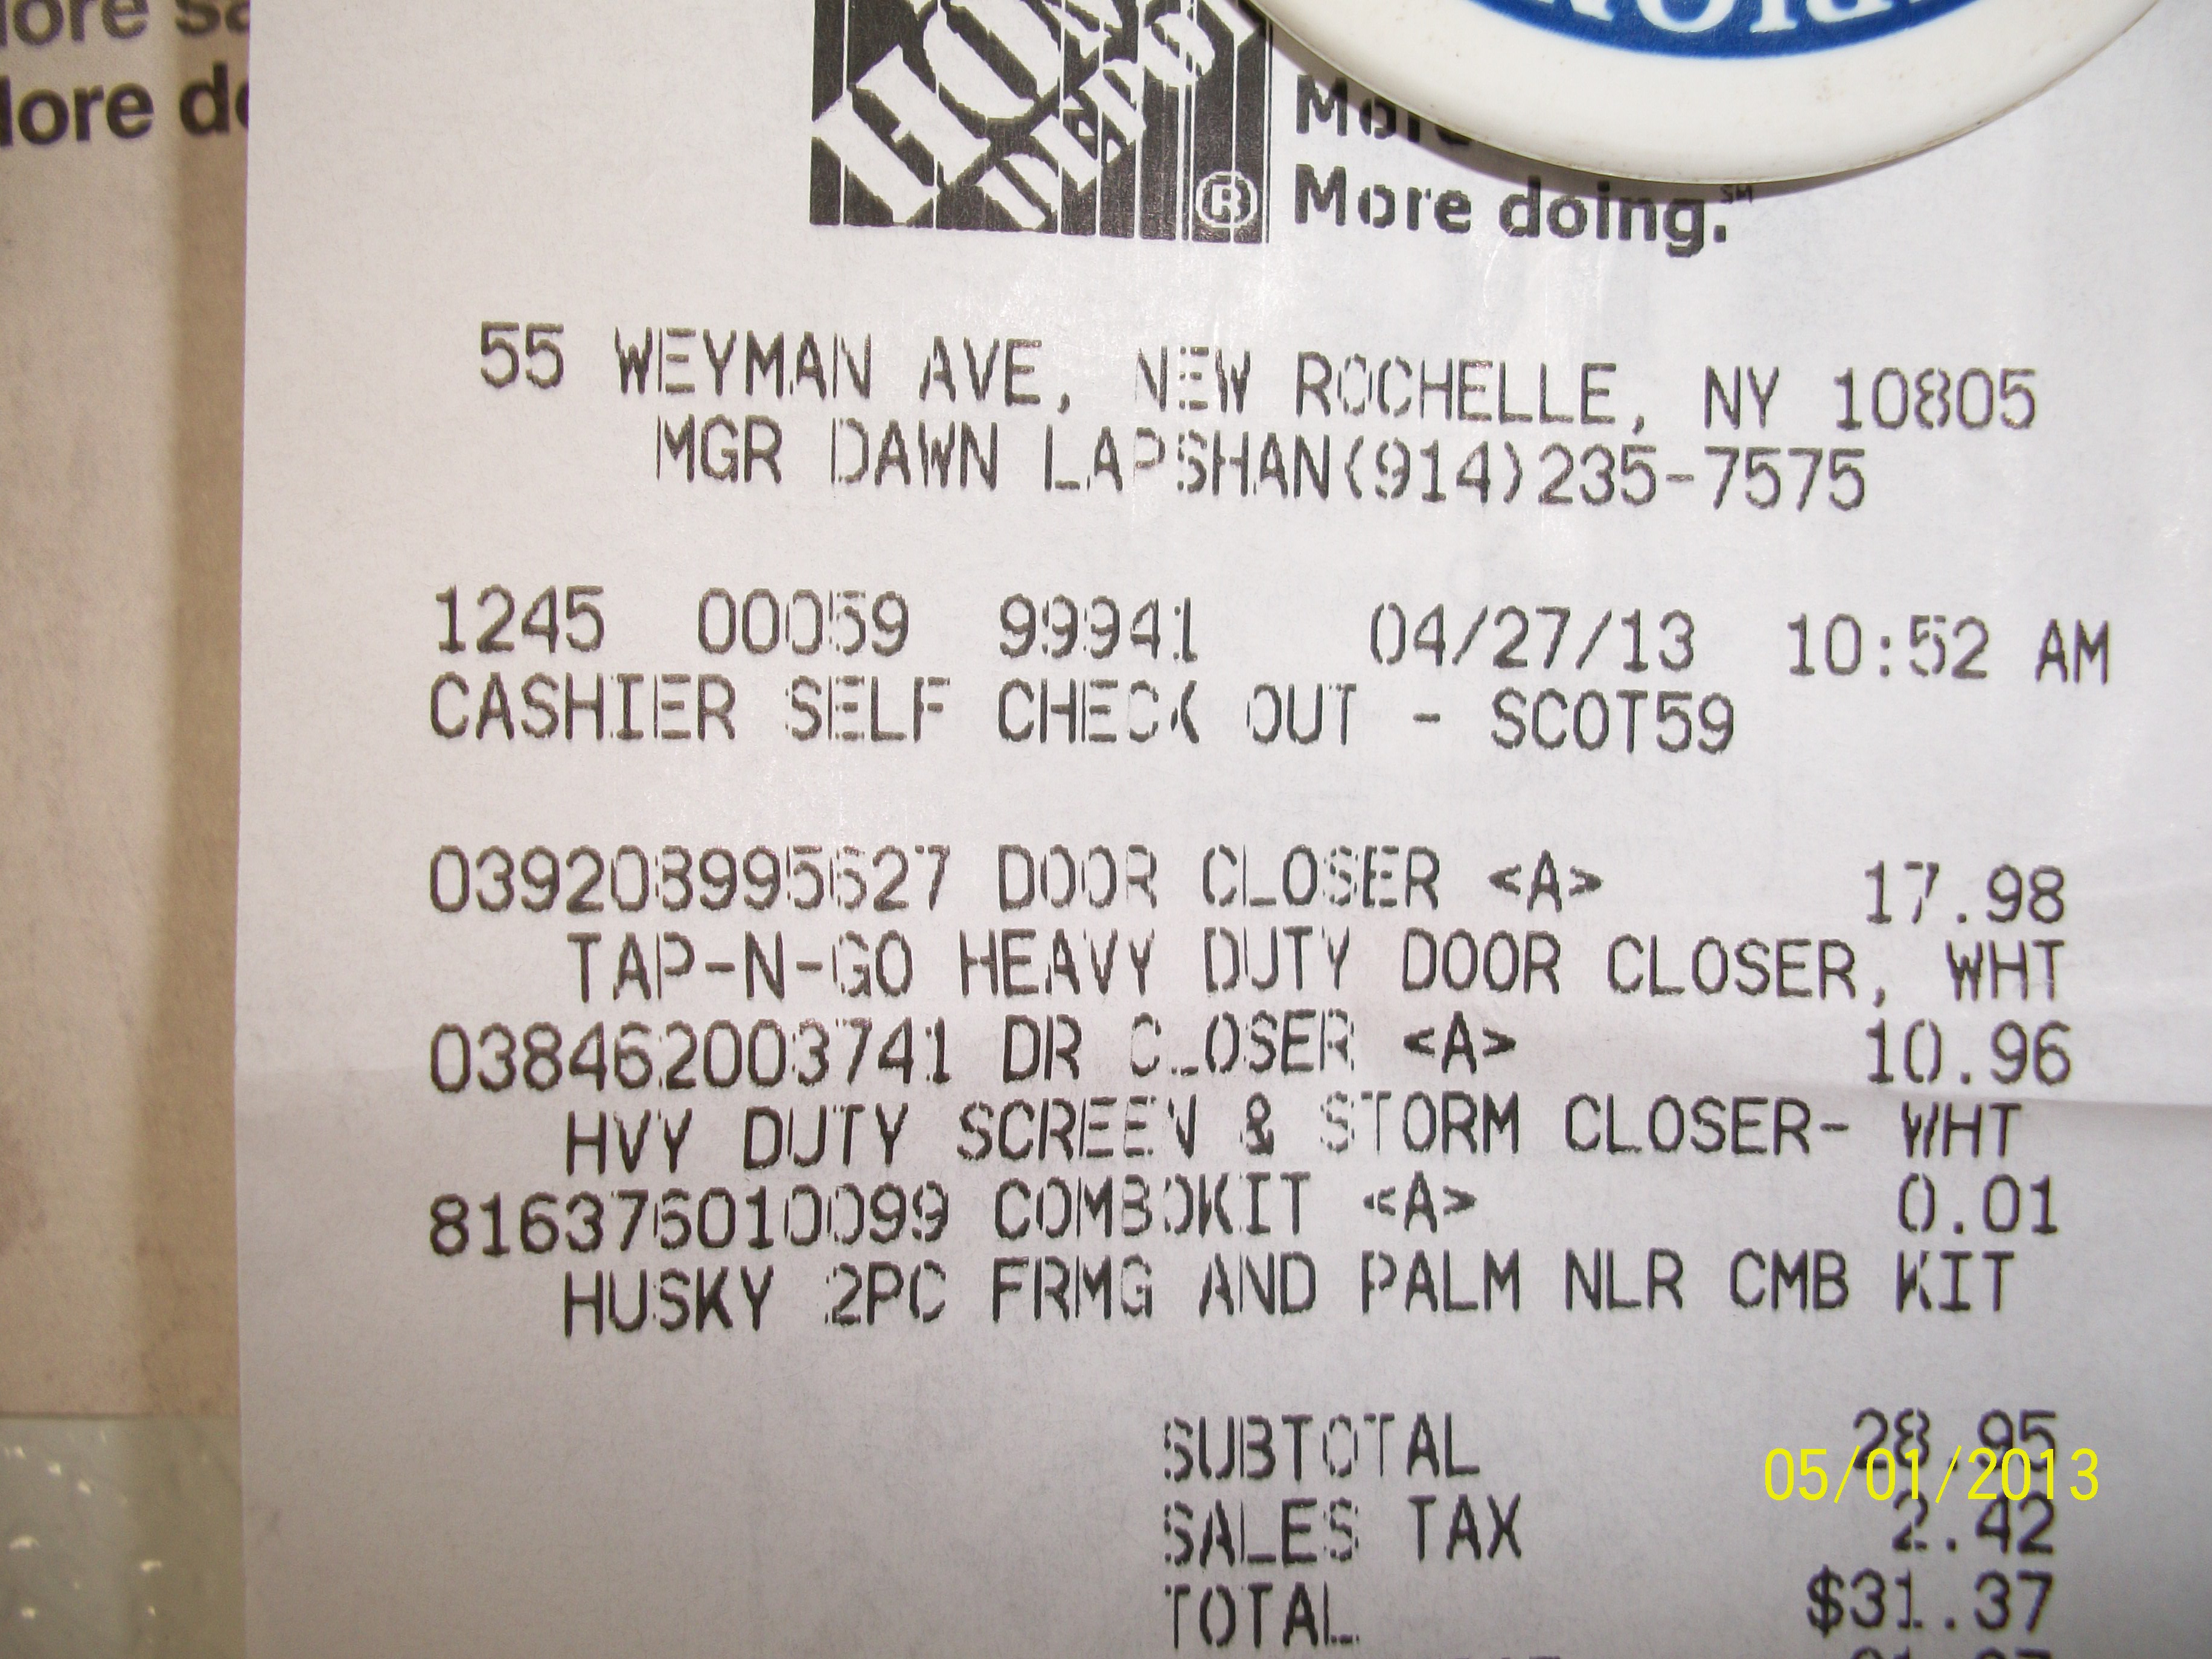 More
More doing.℠
55 WEYMAN AVE, NEW ROCHELLE, NY 10805
MGR DAWN LAPSHAN(914)235-7575
1245 00059 99941 04/27/13 10:52 AM
CASHIER SELF CHECK OUT - SCOT59
039208995627 DOOR CLOSER <A> 17.98
TAP-N-GO HEAVY DUTY DOOR CLOSER, WHT
038462003741 DR CLOSER <A> 10.96
HVY DUTY SCREEN & STORM CLOSER- WHT
816376010099 COMBOKIT <A> 0.01
HUSKY 2PC FRMG AND PALM NLR CMB KIT
SUBTOTAL 28.95
05/01/2013
SALES TAX 2.42
TOTAL $31.37